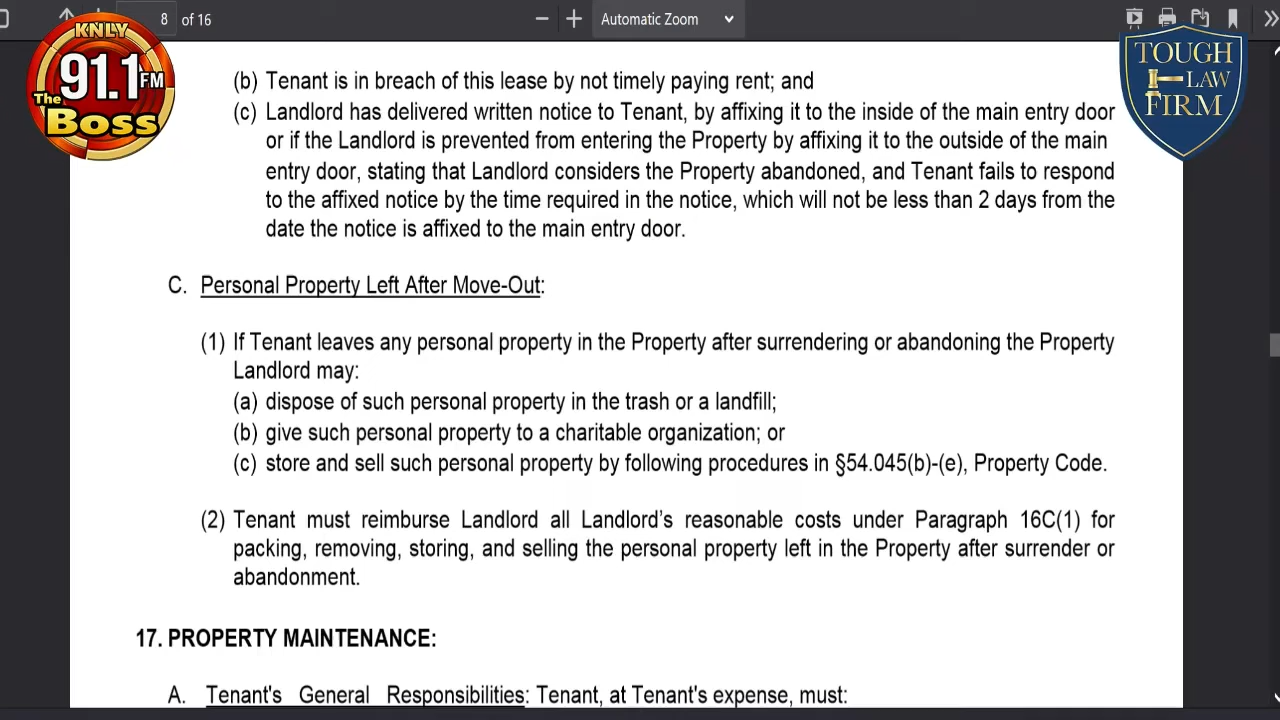 8 of 16
Automatic Zoom
KNLY
91.1 FM
The Boss
TOUGH
LAW
FIRM
(b) Tenant is in breach of this lease by not timely paying rent; and
(c) Landlord has delivered written notice to Tenant, by affixing it to the inside of the main entry door
or if the Landlord is prevented from entering the Property by affixing it to the outside of the main
entry door, stating that Landlord considers the Property abandoned, and Tenant fails to respond
to the affixed notice by the time required in the notice, which will not be less than 2 days from the
date the notice is affixed to the main entry door.
C. Personal Property Left After Move-Out:
(1) If Tenant leaves any personal property in the Property after surrendering or abandoning the Property
Landlord may:
(a) dispose of such personal property in the trash or a landfill;
(b) give such personal property to a charitable organization; or
(c) store and sell such personal property by following procedures in §54.045(b)-(e), Property Code.
(2) Tenant must reimburse Landlord all Landlord's reasonable costs under Paragraph 16C(1) for
packing, removing, storing, and selling the personal property left in the Property after surrender or
abandonment.
17. PROPERTY MAINTENANCE:
A. Tenant's General Responsibilities: Tenant, at Tenant's expense, must: